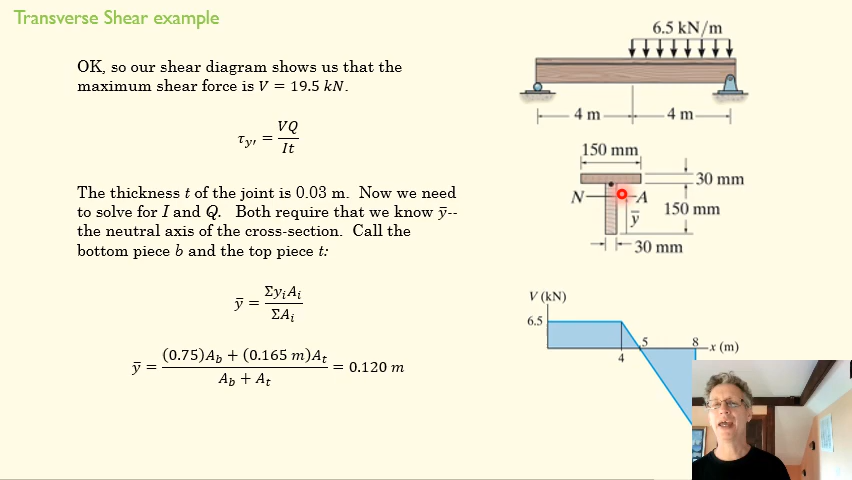 Transverse Shear example
OK, so our shear diagram shows us that the
maximum shear force is V = 19.5 kN.
τy′ = VQ / It
The thickness t of the joint is 0.03 m. Now we need
to solve for I and Q. Both require that we know ȳ--
the neutral axis of the cross-section. Call the
bottom piece b and the top piece t:
ȳ = ΣyᵢAᵢ / ΣAᵢ
ȳ = (0.75)A_b + (0.165 m)A_t / A_b + A_t = 0.120 m
6.5 kN/m
4 m
4 m
150 mm
30 mm
N
A
150 mm
ȳ
30 mm
V (kN)
6.5
5
8
x (m)
4